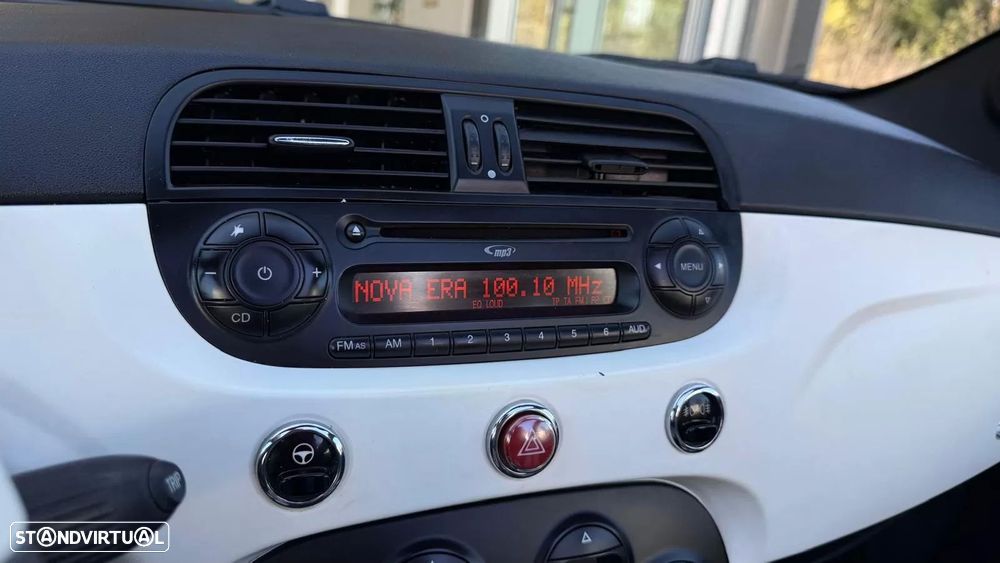 mp3
NOVA ERA 100.10 MHz
EQ LOUD TP TA FM1
MENU
CD
FM AS AM 1 2 3 4 5 6 AUD
TRIP
STANDVIRTUAL